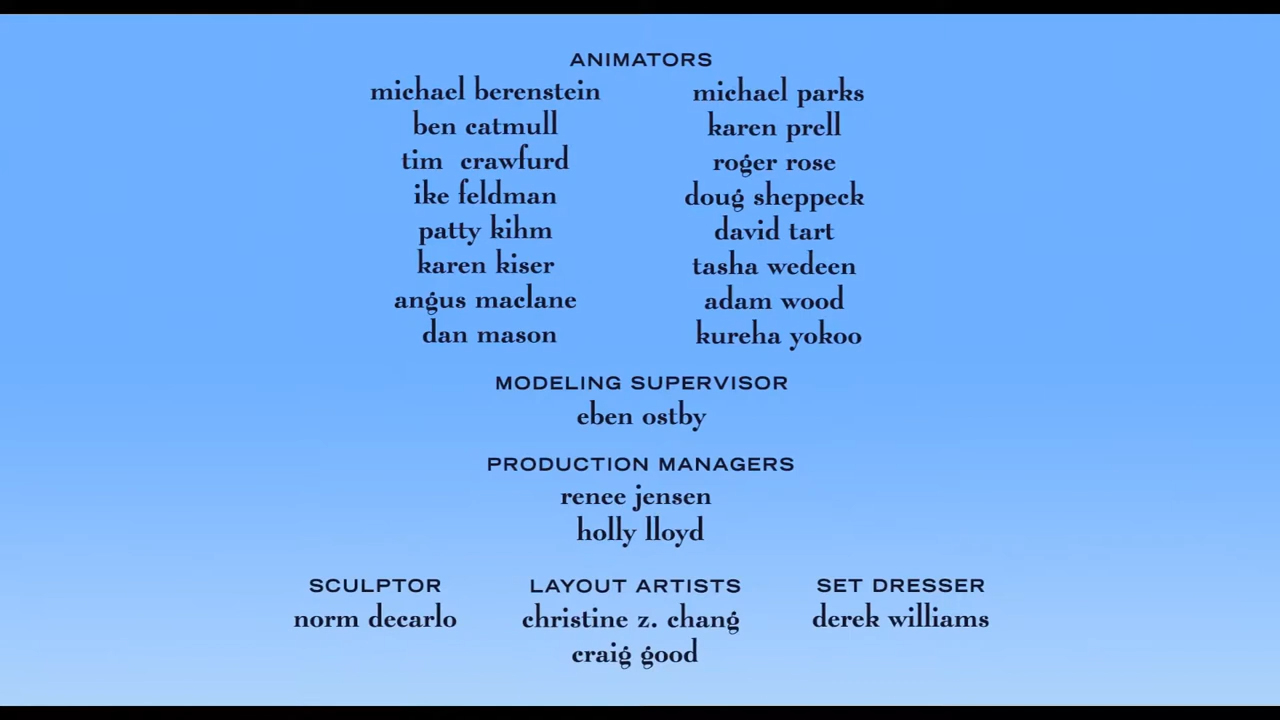 ANIMATORS
michael berenstein
ben catmull
tim crawfurd
ike feldman
patty kihm
karen kiser
angus maclane
dan mason
michael parks
karen prell
roger rose
doug sheppeck
david tart
tasha wedeen
adam wood
kureha yokoo
MODELING SUPERVISOR
eben ostby
PRODUCTION MANAGERS
renee jensen
holly lloyd
SCULPTOR
norm decarlo
LAYOUT ARTISTS
christine z. chang
craig good
SET DRESSER
derek williams